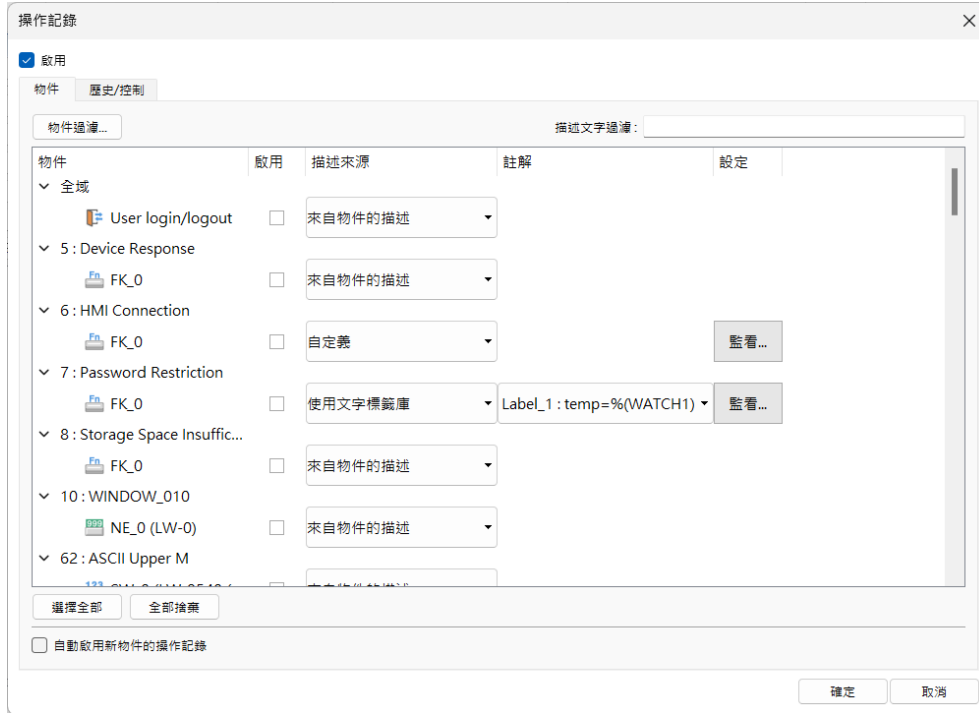 操作記錄
啟用
物件 歷史/控制
物件過濾... 描述文字過濾:
物件 啟用 描述來源 註解 設定
全域
User login/logout 來自物件的描述
5 : Device Response
FK_0 來自物件的描述
6 : HMI Connection
FK_0 自定義 監看...
7 : Password Restriction
FK_0 使用文字標籤庫 Label_1 : temp=%(WATCH1) 監看...
8 : Storage Space Insuffic...
FK_0 來自物件的描述
10 : WINDOW_010
NE_0 (LW-0) 來自物件的描述
62 : ASCII Upper M
選擇全部 全部捨棄
自動啟用新物件的操作記錄
確定 取消